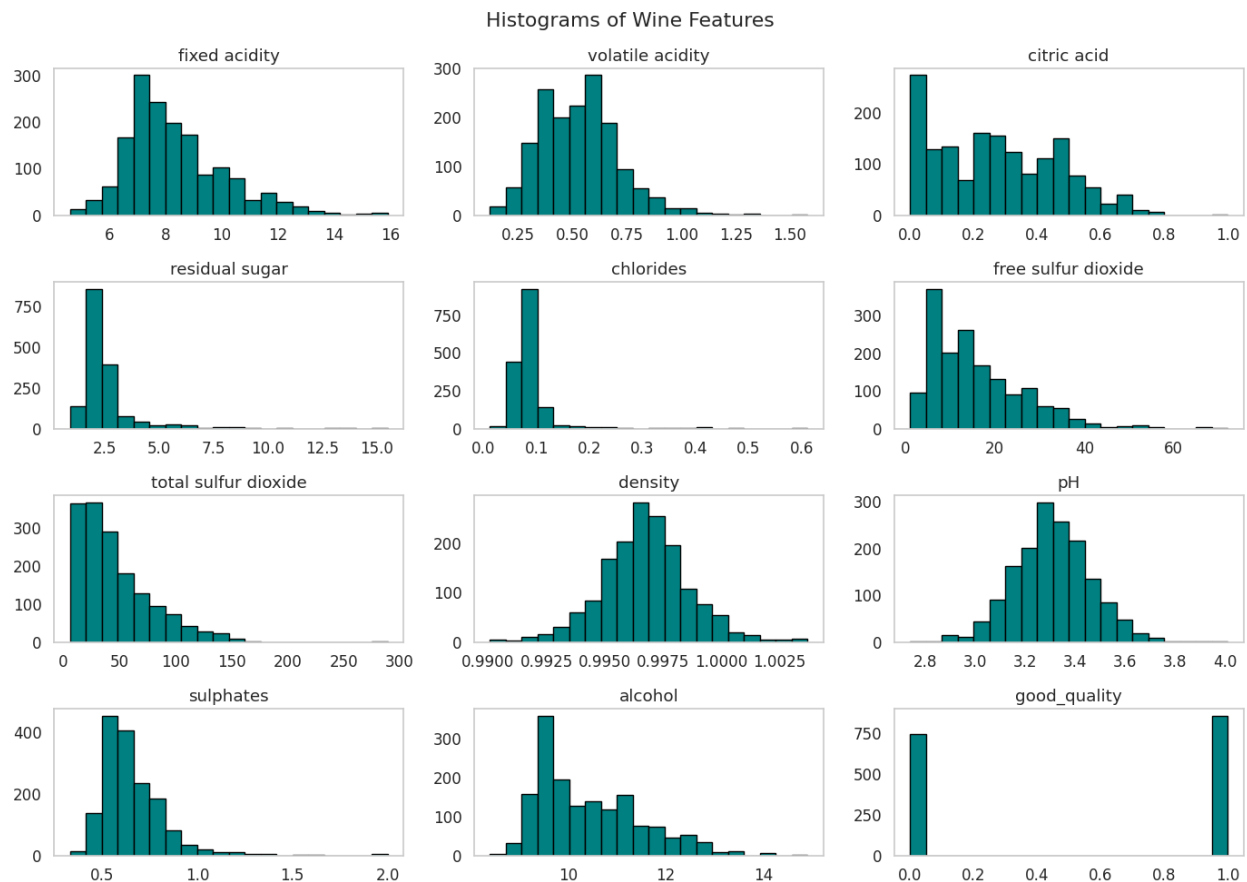 Histograms of Wine Features
fixed acidity
300
200
100
0
6 8 10 12 14 16
volatile acidity
300
200
100
0
0.25 0.50 0.75 1.00 1.25 1.50
citric acid
200
100
0
0.0 0.2 0.4 0.6 0.8 1.0
residual sugar
750
500
250
0
2.5 5.0 7.5 10.0 12.5 15.0
chlorides
750
500
250
0
0.0 0.1 0.2 0.3 0.4 0.5 0.6
free sulfur dioxide
300
200
100
0
0 20 40 60
total sulfur dioxide
300
200
100
0
0 50 100 150 200 250 300
density
200
100
0
0.990 0.9925 0.995 0.9975 1.0000 1.0025
pH
300
200
100
0
2.8 3.0 3.2 3.4 3.6 3.8 4.0
sulphates
400
200
0
0.5 1.0 1.5 2.0
alcohol
300
200
100
0
10 12 14
good_quality
750
500
250
0
0.0 0.2 0.4 0.6 0.8 1.0